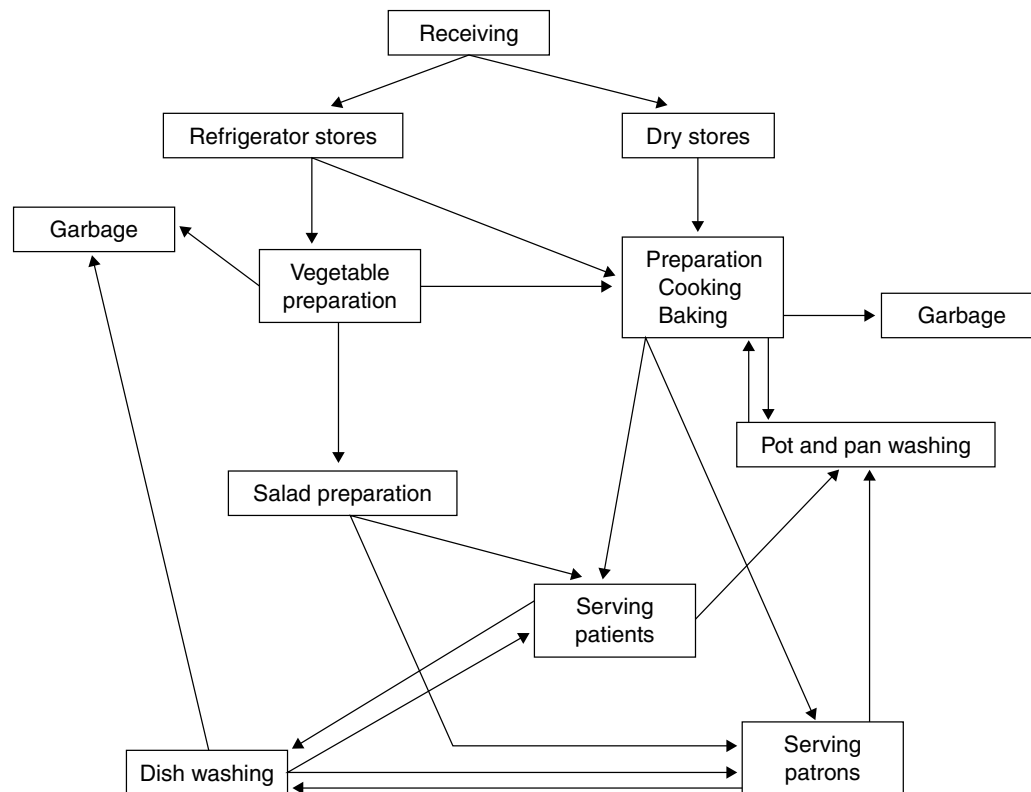 Receiving
Refrigerator stores
Dry stores
Garbage
Vegetable
preparation
Preparation
Cooking
Baking
Garbage
Pot and pan washing
Salad preparation
Serving
patients
Serving
patrons
Dish washing